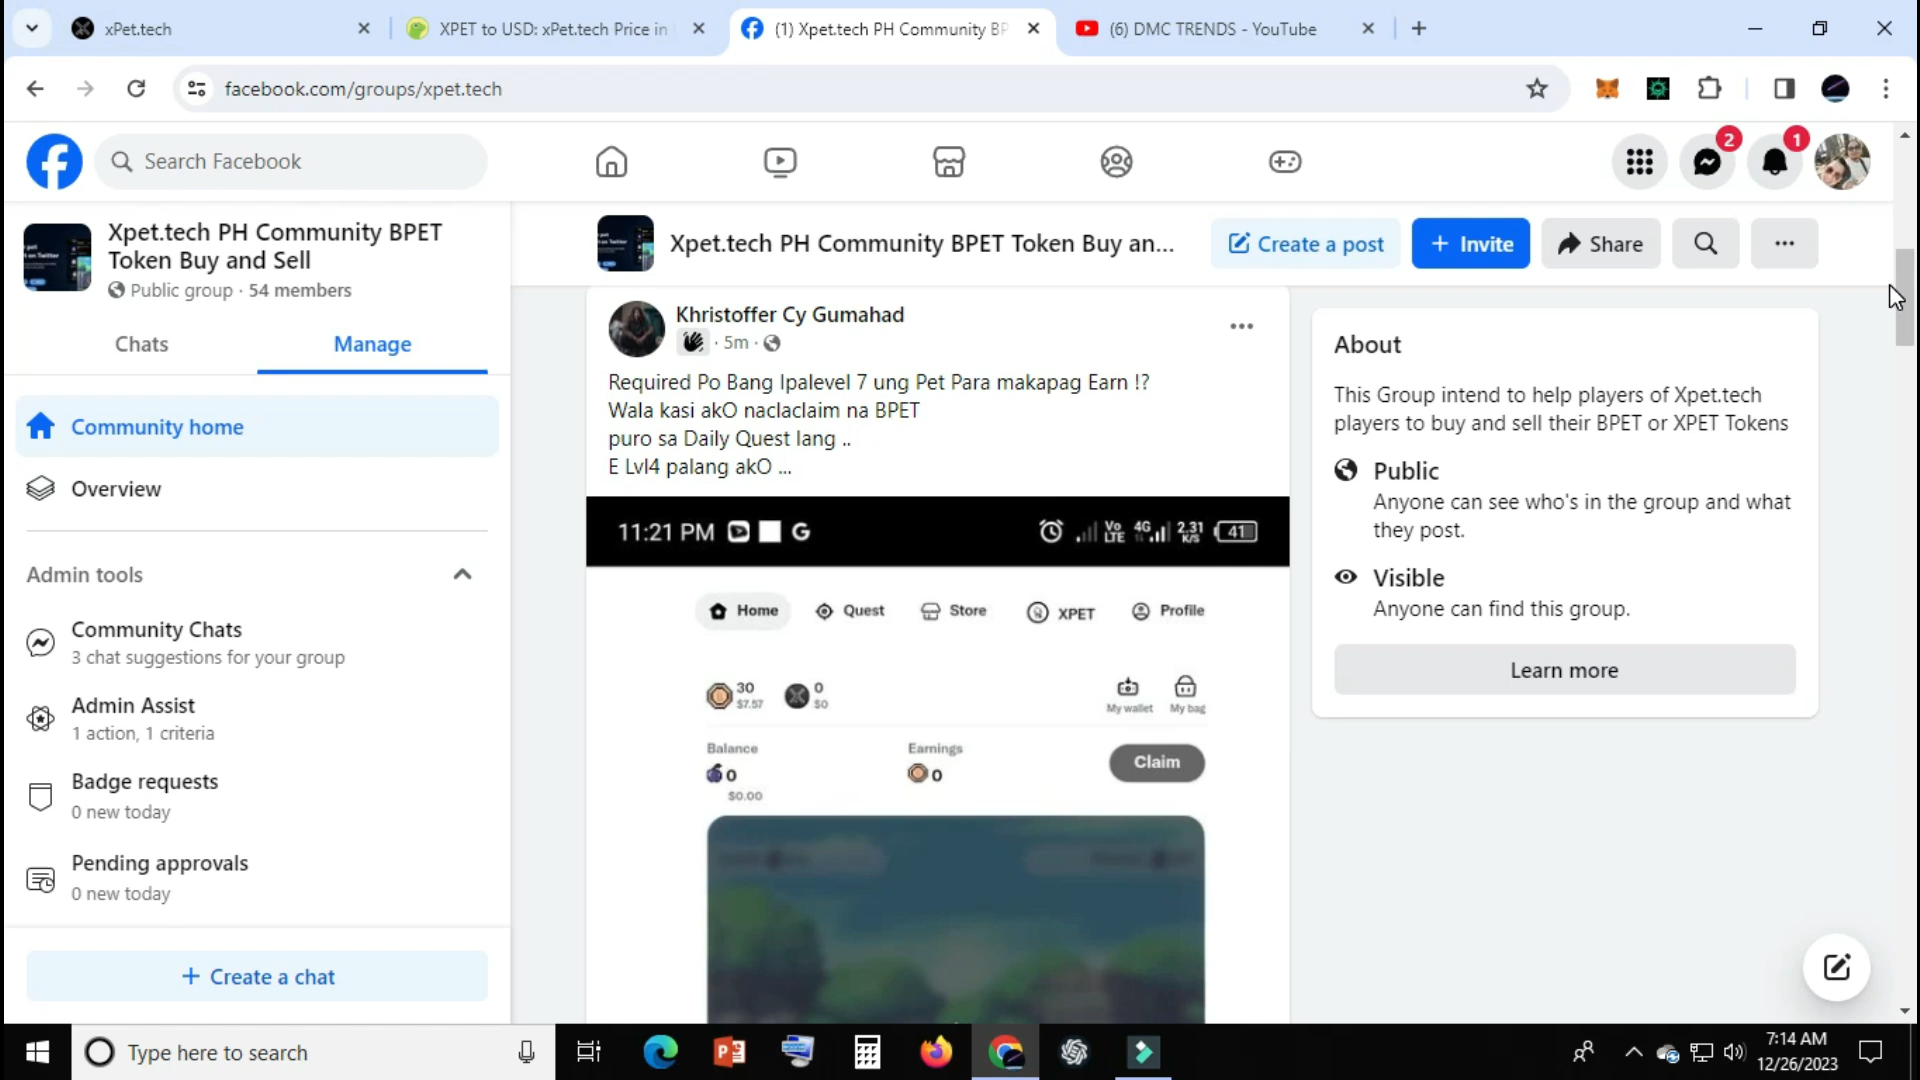 xPet.tech
XPET to USD: xPet.tech Price in
(1) Xpet.tech PH Community BP
(6) DMC TRENDS - YouTube
facebook.com/groups/xpet.tech
Search Facebook
2
1
Xpet.tech PH Community BPET
Token Buy and Sell
Public group · 54 members
Chats
Manage
Community home
Overview
Admin tools
Community Chats
3 chat suggestions for your group
Admin Assist
1 action, 1 criteria
Badge requests
0 new today
Pending approvals
0 new today
+ Create a chat
Xpet.tech PH Community BPET Token Buy an...
Create a post
+ Invite
Share
Khristoffer Cy Gumahad
· 5m ·
Required Po Bang Ipalevel 7 ung Pet Para makapag Earn !?
Wala kasi akO naclaclaim na BPET
puro sa Daily Quest lang ..
E Lvl4 palang akO ...
11:21 PM
G
Vo LTE 4G 2.31 K/S 41
Home
Quest
Store
XPET
Profile
30
$7.57
0
$0
My wallet
My bag
Balance
0
$0.00
Earnings
0
Claim
About
This Group intend to help players of Xpet.tech
players to buy and sell their BPET or XPET Tokens
Public
Anyone can see who's in the group and what
they post.
Visible
Anyone can find this group.
Learn more
Type here to search
7:14 AM
12/26/2023